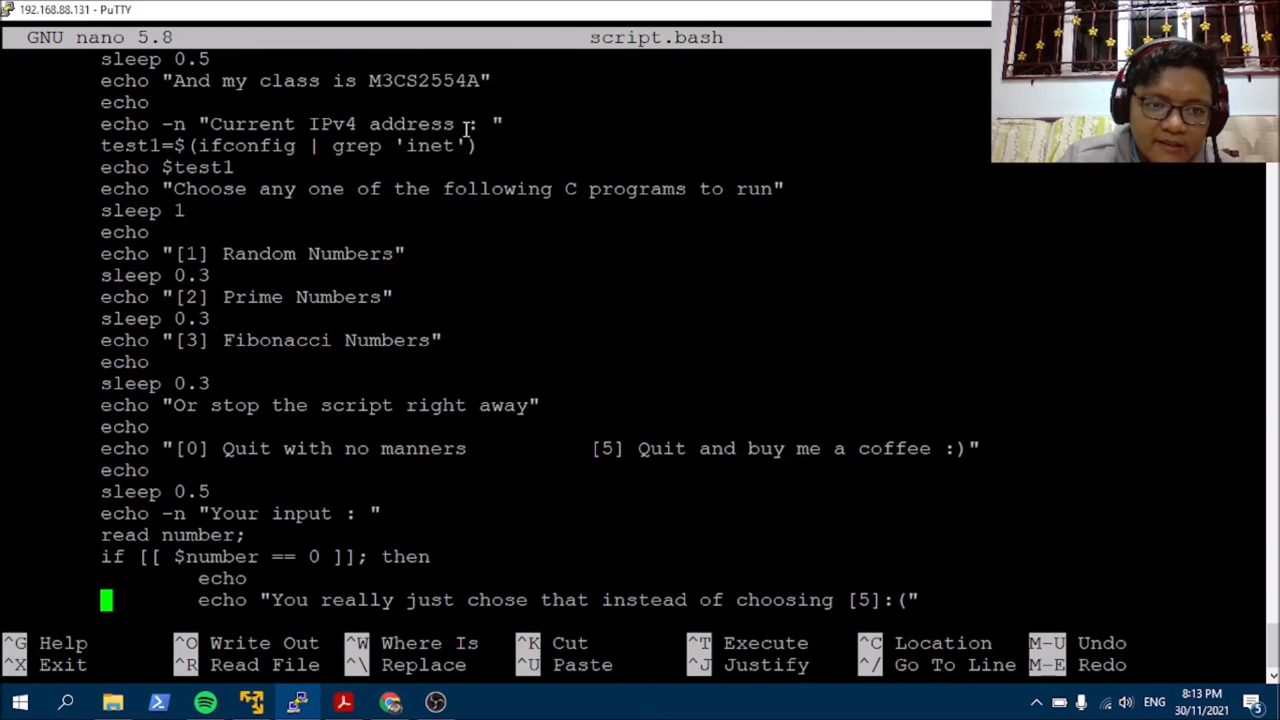 192.168.88.131 - PuTTY
GNU nano 5.8 script.bash
sleep 0.5
echo "And my class is M3CS2554A"
echo
echo -n "Current IPv4 address : "
test1=$(ifconfig | grep 'inet')
echo $test1
echo "Choose any one of the following C programs to run"
sleep 1
echo
echo "[1] Random Numbers"
sleep 0.3
echo "[2] Prime Numbers"
sleep 0.3
echo "[3] Fibonacci Numbers"
echo
sleep 0.3
echo "Or stop the script right away"
echo
echo "[0] Quit with no manners [5] Quit and buy me a coffee :)"
echo
sleep 0.5
echo -n "Your input : "
read number;
if [[ $number == 0 ]]; then
echo
echo "You really just chose that instead of choosing [5]:("
^G Help ^O Write Out ^W Where Is ^K Cut ^T Execute ^C Location M-U Undo
^X Exit ^R Read File ^\ Replace ^U Paste ^J Justify ^/ Go To Line M-E Redo
ENG 8:13 PM
30/11/2021 5